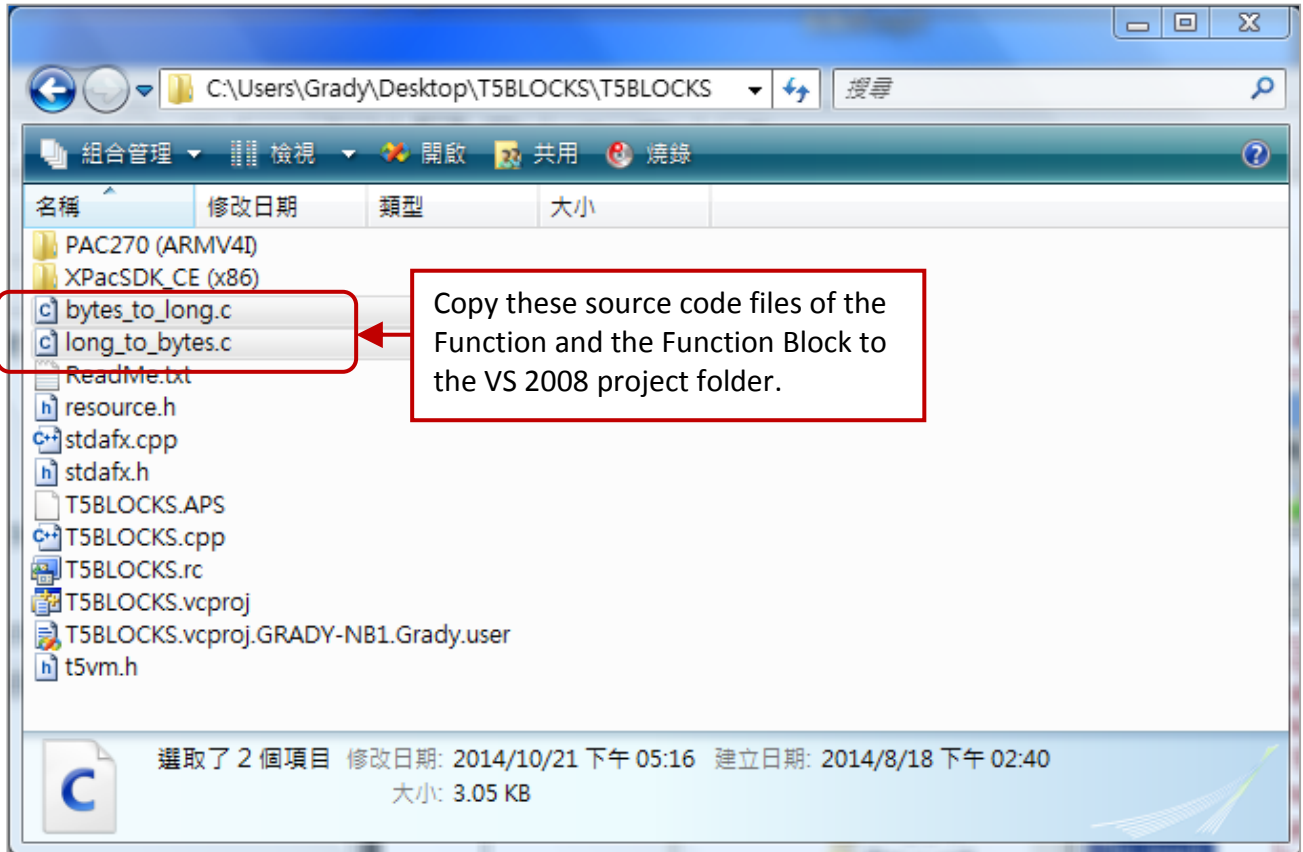 C:\Users\Grady\Desktop\T5BLOCKS\T5BLOCKS
搜尋
組合管理 檢視 開啟 共用 燒錄
名稱 修改日期 類型 大小
PAC270 (ARMV4I)
XPacSDK_CE (x86)
bytes_to_long.c
long_to_bytes.c
ReadMe.txt
resource.h
stdafx.cpp
stdafx.h
T5BLOCKS.APS
T5BLOCKS.cpp
T5BLOCKS.rc
T5BLOCKS.vcproj
T5BLOCKS.vcproj.GRADY-NB1.Grady.user
t5vm.h
Copy these source code files of the
Function and the Function Block to
the VS 2008 project folder.
選取了 2 個項目 修改日期: 2014/10/21 下午 05:16 建立日期: 2014/8/18 下午 02:40
大小: 3.05 KB